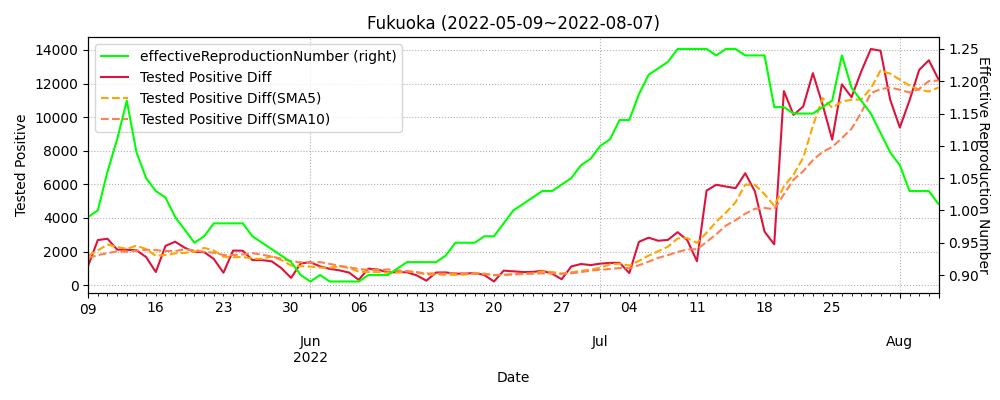 Fukuoka (2022-05-09~2022-08-07)
effectiveReproductionNumber (right)
Tested Positive Diff
Tested Positive Diff(SMA5)
Tested Positive Diff(SMA10)
Tested Positive
14000
12000
10000
8000
6000
4000
2000
0
1.25
1.20
1.15
1.10
1.05
1.00
0.95
0.90
Effective Reproduction Number
09 16 23 30 06 13 20 27 04 11 18 25
Jun Jul Aug
2022
Date